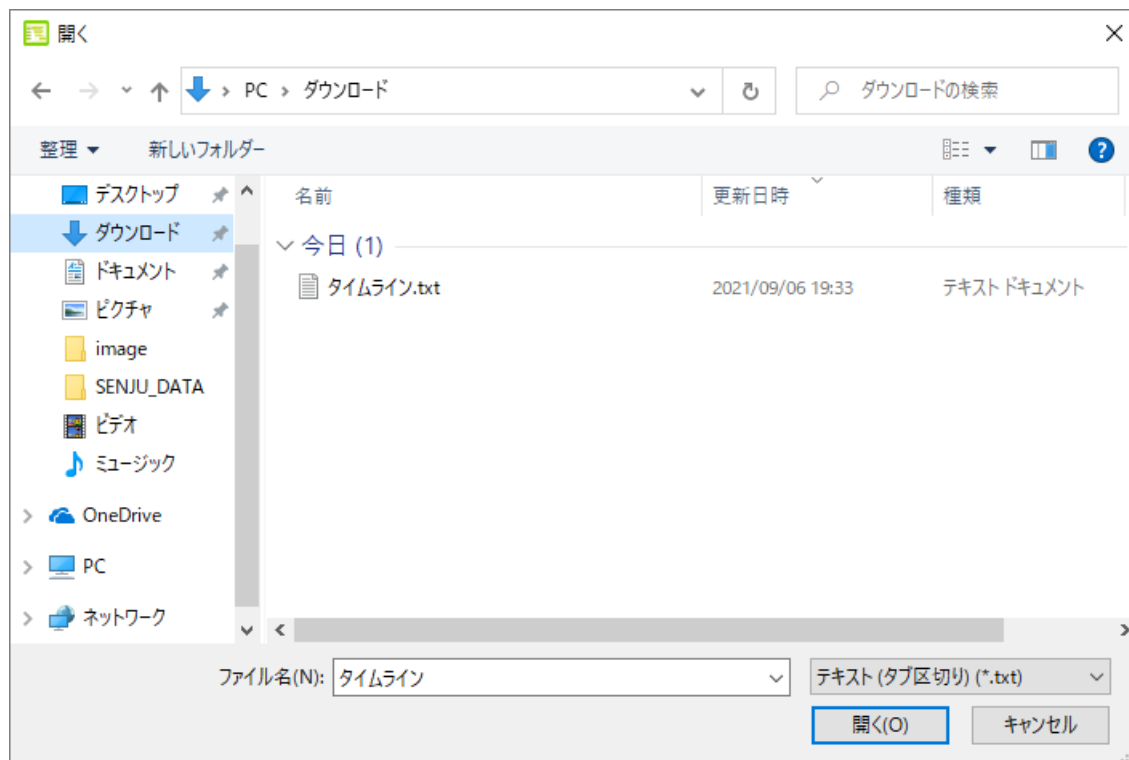 開く
PC › ダウンロード
ダウンロードの検索
整理
新しいフォルダー
デスクトップ
ダウンロード
ドキュメント
ピクチャ
image
SENJU_DATA
ビデオ
ミュージック
OneDrive
PC
ネットワーク
名前 更新日時 種類
今日 (1)
タイムライン.txt 2021/09/06 19:33 テキスト ドキュメント
ファイル名(N): タイムライン テキスト (タブ区切り) (*.txt)
開く(O) キャンセル